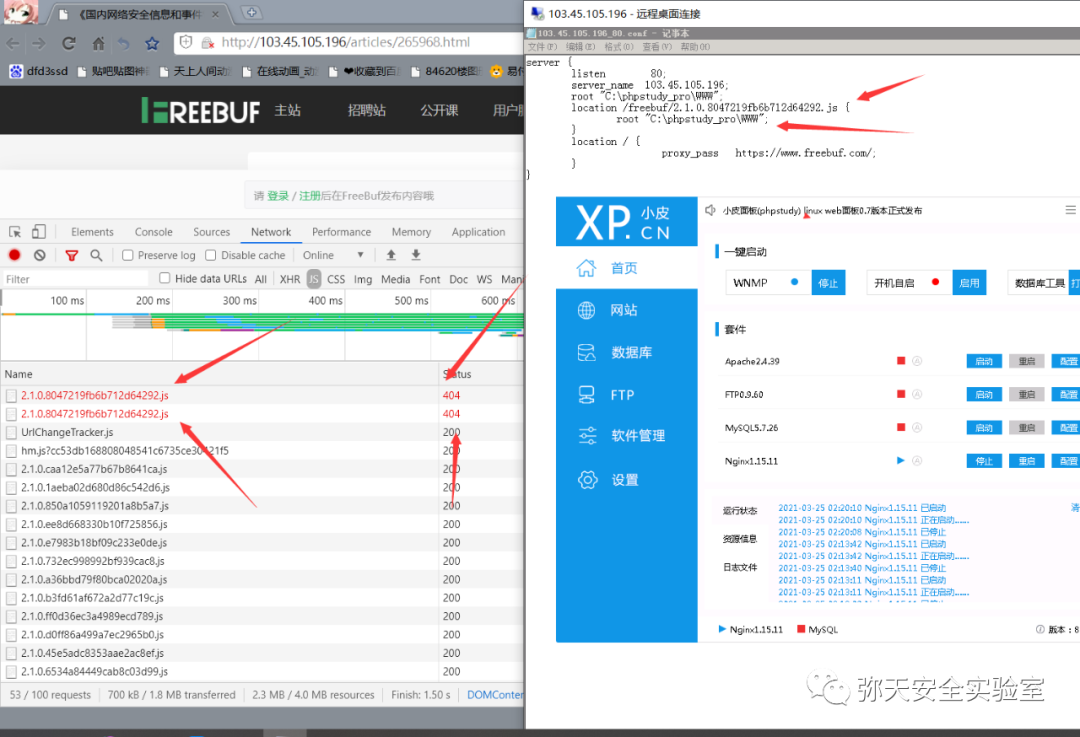 《国内网络安全信息和事件
http://103.45.105.196/articles/265968.html
dfd3ssd
贴吧贴图神
天上人间动
在线动画_动
❤收藏到百
84620楼图
易佇
FREEBUF
主站
招聘站
公开课
用户服
请 登录 / 注册后在FreeBuf发布内容哦
Elements Console Sources Network Performance Memory Application
Preserve log Disable cache Online
Filter Hide data URLs All XHR JS CSS Img Media Font Doc WS Mani
100 ms 200 ms 300 ms 400 ms 500 ms 600 ms
Name Status
2.1.0.8047219fb6b712d64292.js 404
2.1.0.8047219fb6b712d64292.js 404
UrlChangeTracker.js 200
hm.js?cc53db168808048541c6735ce30421f5 200
2.1.0.caa12e5a77b67b8641ca.js 200
2.1.0.1aeba02d680d86c542d6.js 200
2.1.0.850a1059119201a8b5a7.js 200
2.1.0.ee8d668330b10f725856.js 200
2.1.0.e7983b18bf09c233e0de.js 200
2.1.0.732ec998992bf939cac8.js 200
2.1.0.a36bbd79f80bca02020a.js 200
2.1.0.b3fd61af672a2d77c19c.js 200
2.1.0.ff0d36ec3a4989ecd789.js 200
2.1.0.d0ff86a499a7ec2965b0.js 200
2.1.0.45e5adc8353aae2ac8ef.js 200
2.1.0.6534a84449cab8c03d99.js 200
53 / 100 requests 700 kB / 1.8 MB transferred 2.3 MB / 4.0 MB resources Finish: 1.50 s DOMConten
103.45.105.196 - 远程桌面连接
103.45.105.196_80.conf - 记事本
文件(F) 编辑(E) 格式(O) 查看(V) 帮助(H)
server {
listen 80;
server_name 103.45.105.196;
root "C:\phpstudy_pro\WWW";
location /freebuf/2.1.0.8047219fb6b712d64292.js {
root "C:\phpstudy_pro\WWW";
}
location / {
proxy_pass https://www.freebuf.com/;
}
}
XP.小皮CN
小皮面板(phpstudy) linux web面板0.7版本正式发布
首页
网站
数据库
FTP
软件管理
设置
一键启动
WNMP 停止 开机自启 启用 数据库工具 打
套件
Apache2.4.39 启动 重启 配置
FTP0.9.60 启动 重启 配置
MySQL5.7.26 启动 重启 配置
Nginx1.15.11 停止 重启 配置
运行状态
资源信息
日志文件
清
2021-03-25 02:20:10 Nginx1.15.11 已启动
2021-03-25 02:20:10 Nginx1.15.11 正在启动......
2021-03-25 02:20:08 Nginx1.15.11 已停止
2021-03-25 02:13:42 Nginx1.15.11 已启动
2021-03-25 02:13:42 Nginx1.15.11 正在启动......
2021-03-25 02:13:40 Nginx1.15.11 已停止
2021-03-25 02:13:11 Nginx1.15.11 已启动
2021-03-25 02:13:11 Nginx1.15.11 正在启动......
Nginx1.15.11 MySQL 版本：8
弥天安全实验室